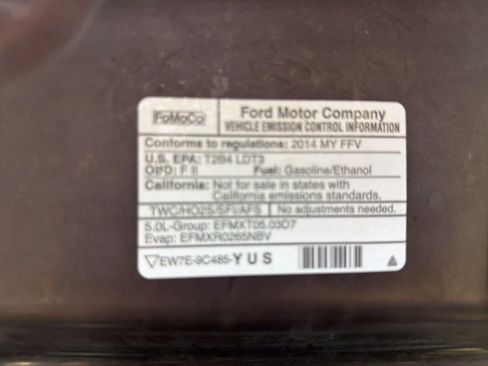 FoMoCo
Ford Motor Company
VEHICLE EMISSION CONTROL INFORMATION
Conforms to regulations: 2014 MY FFV
U.S. EPA: T2B4 LDT3
OBD: F II Fuel: Gasoline/Ethanol
California: Not for sale in states with
California emissions standards.
TWC/HO2S/SFI/AFS No adjustments needed.
5.0L-Group: EFMXT05.03D7
Evap: EFMXR0265NBV
EW7E-9C485-YUS